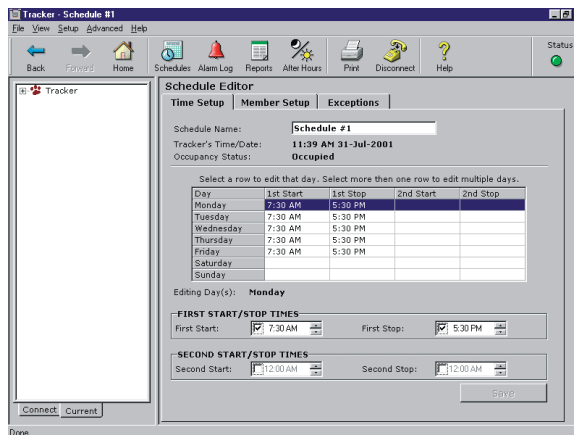 Tracker - Schedule #1
File View Setup Advanced Help
Back Forward Home Schedules Alarm Log Reports After Hours Print Disconnect Help Status
Tracker
Schedule Editor
Time Setup Member Setup Exceptions
Schedule Name: Schedule #1
Tracker's Time/Date: 11:39 AM 31-Jul-2001
Occupancy Status: Occupied
Select a row to edit that day. Select more then one row to edit multiple days.
Day 1st Start 1st Stop 2nd Start 2nd Stop
Monday 7:30 AM 5:30 PM
Tuesday 7:30 AM 5:30 PM
Wednesday 7:30 AM 5:30 PM
Thursday 7:30 AM 5:30 PM
Friday 7:30 AM 5:30 PM
Saturday
Sunday
Editing Day(s): Monday
FIRST START/STOP TIMES
First Start: 7:30 AM First Stop: 5:30 PM
SECOND START/STOP TIMES
Second Start: 12:00 AM Second Stop: 12:00 AM
Save
Connect Current
Done